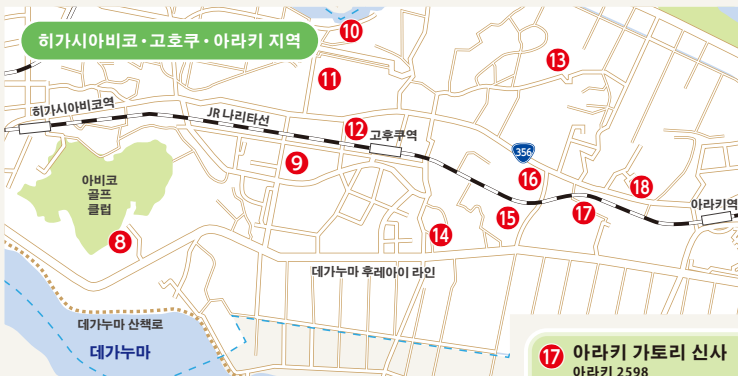 히가시아비코・고호쿠・아라키 지역
⑩
⑪
⑬
히가시아비코역
JR 나리타선
⑫
고후쿠역
356
⑨
아비코
골프
클럽
⑯
⑱
⑮
⑰
아라키역
⑧
⑭
데가누마 후레아이 라인
데가누마 산책로
데가누마
⑰ 아라키 가토리 신사
아라키 2598